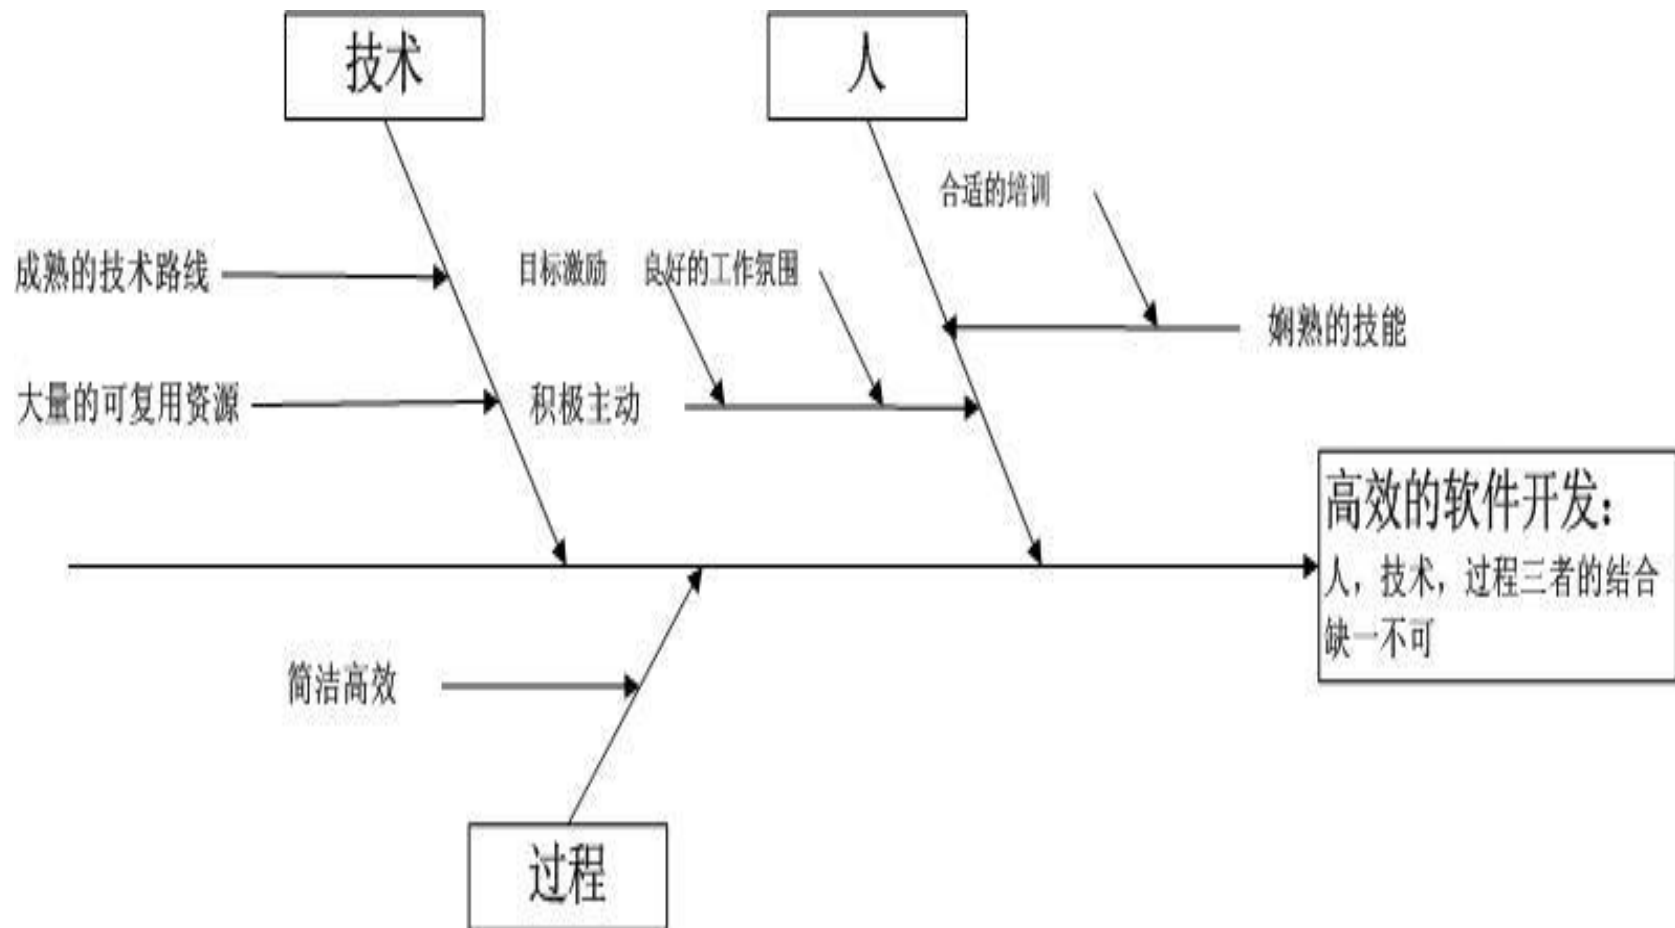 技术
人
合适的培训
成熟的技术路线
目标激励
良好的工作氛围
娴熟的技能
大量的可复用资源
积极主动
高效的软件开发：
人，技术，过程三者的结合
缺一不可
简洁高效
过程